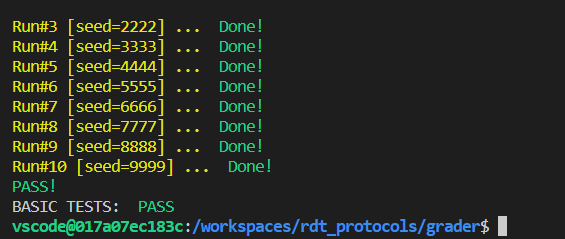 Run#3 [seed=2222] ...  Done!
Run#4 [seed=3333] ...  Done!
Run#5 [seed=4444] ...  Done!
Run#6 [seed=5555] ...  Done!
Run#7 [seed=6666] ...  Done!
Run#8 [seed=7777] ...  Done!
Run#9 [seed=8888] ...  Done!
Run#10 [seed=9999] ...  Done!
PASS!
BASIC TESTS:  PASS
vscode@017a07ec183c:/workspaces/rdt_protocols/grader$